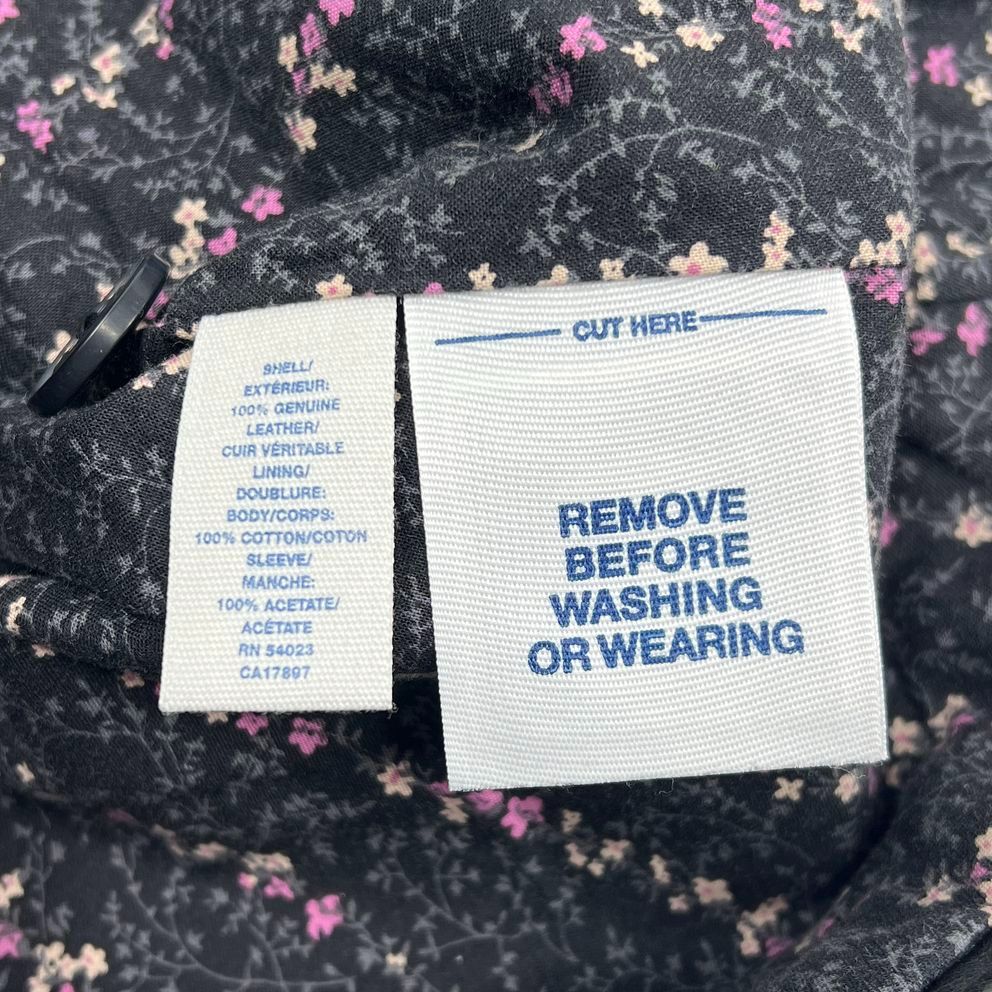 SHELL/
EXTÉRIEUR:
100% GENUINE
LEATHER/
CUIR VÉRITABLE
LINING/
DOUBLURE:
BODY/CORPS:
100% COTTON/COTON
SLEEVE/
MANCHE:
100% ACETATE/
ACÉTATE
RN 54023
CA17897
CUT HERE
REMOVE
BEFORE
WASHING
OR WEARING